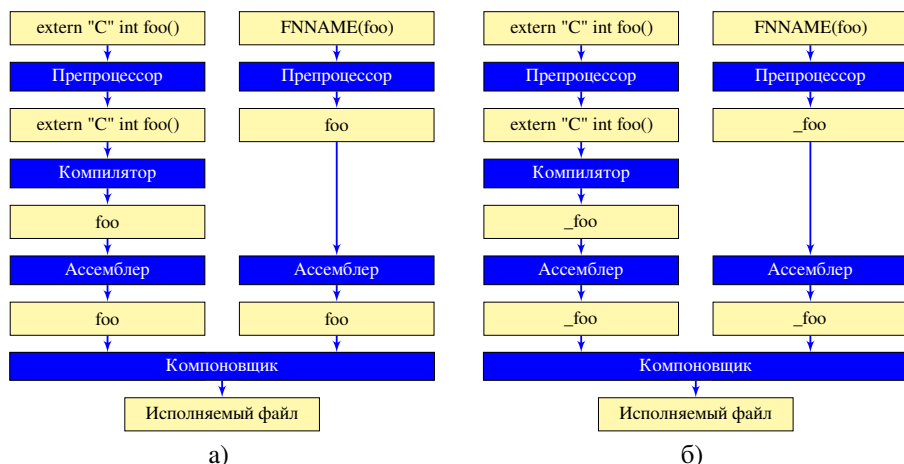 extern "C" int foo()
FNNAME(foo)
extern "C" int foo()
FNNAME(foo)
Препроцессор
Препроцессор
Препроцессор
Препроцессор
extern "C" int foo()
foo
extern "C" int foo()
_foo
Компилятор
Компилятор
foo
_foo
Ассемблер
Ассемблер
Ассемблер
Ассемблер
foo
foo
_foo
_foo
Компоновщик
Компоновщик
Исполняемый файл
Исполняемый файл
а)
б)